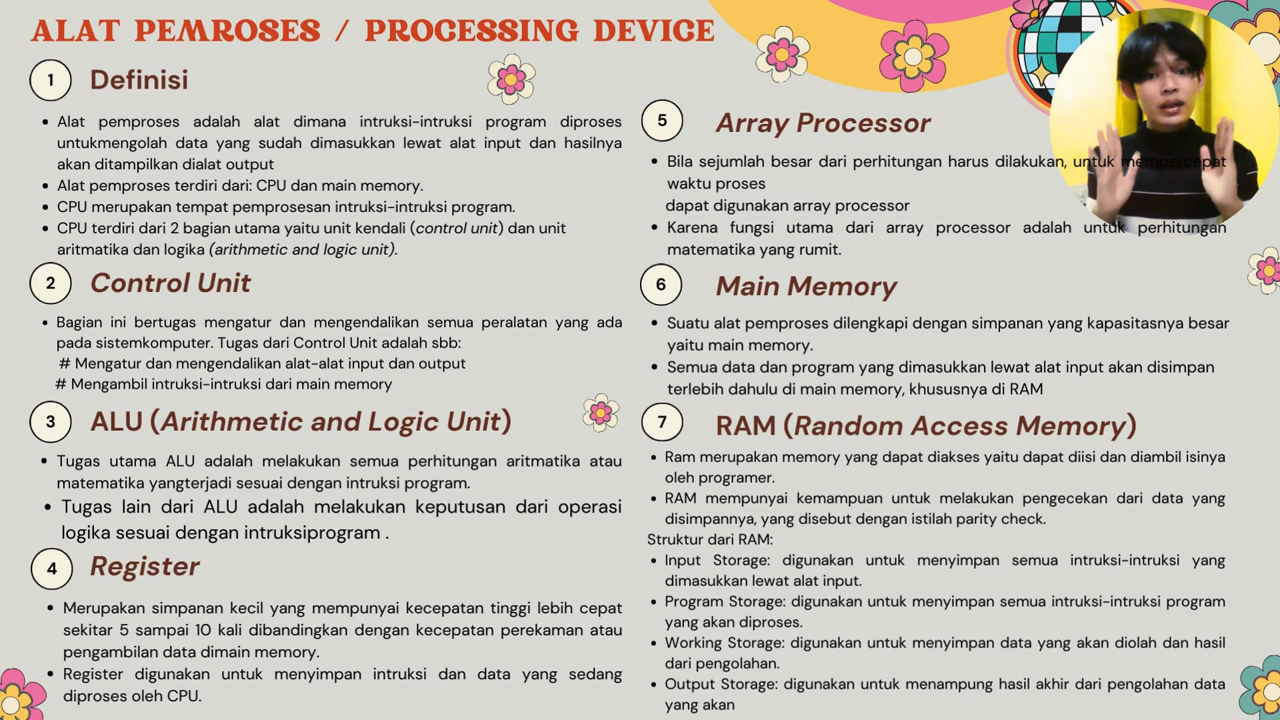 ALAT PEMROSES / PROCESSING DEVICE
1
Definisi
• Alat pemproses adalah alat dimana intruksi-intruksi program diproses
untukmengolah data yang sudah dimasukkan lewat alat input dan hasilnya
akan ditampilkan dialat output
• Alat pemproses terdiri dari: CPU dan main memory.
• CPU merupakan tempat pemprosesan intruksi-intruksi program.
• CPU terdiri dari 2 bagian utama yaitu unit kendali (control unit) dan unit
aritmatika dan logika (arithmetic and logic unit).
2
Control Unit
• Bagian ini bertugas mengatur dan mengendalikan semua peralatan yang ada
pada sistemkomputer. Tugas dari Control Unit adalah sbb:
# Mengatur dan mengendalikan alat-alat input dan output
# Mengambil intruksi-intruksi dari main memory
3
ALU (Arithmetic and Logic Unit)
• Tugas utama ALU adalah melakukan semua perhitungan aritmatika atau
matematika yangterjadi sesuai dengan intruksi program.
• Tugas lain dari ALU adalah melakukan keputusan dari operasi
logika sesuai dengan intruksiprogram .
4
Register
• Merupakan simpanan kecil yang mempunyai kecepatan tinggi lebih cepat
sekitar 5 sampai 10 kali dibandingkan dengan kecepatan perekaman atau
pengambilan data dimain memory.
• Register digunakan untuk menyimpan intruksi dan data yang sedang
diproses oleh CPU.
5
Array Processor
• Bila sejumlah besar dari perhitungan harus dilakukan, untuk mempercepat
waktu proses
dapat digunakan array processor
• Karena fungsi utama dari array processor adalah untuk perhitungan
matematika yang rumit.
6
Main Memory
• Suatu alat pemproses dilengkapi dengan simpanan yang kapasitasnya besar
yaitu main memory.
• Semua data dan program yang dimasukkan lewat alat input akan disimpan
terlebih dahulu di main memory, khususnya di RAM
7
RAM (Random Access Memory)
• Ram merupakan memory yang dapat diakses yaitu dapat diisi dan diambil isinya
oleh programer.
• RAM mempunyai kemampuan untuk melakukan pengecekan dari data yang
disimpannya, yang disebut dengan istilah parity check.
Struktur dari RAM:
• Input Storage: digunakan untuk menyimpan semua intruksi-intruksi yang
dimasukkan lewat alat input.
• Program Storage: digunakan untuk menyimpan semua intruksi-intruksi program
yang akan diproses.
• Working Storage: digunakan untuk menyimpan data yang akan diolah dan hasil
dari pengolahan.
• Output Storage: digunakan untuk menampung hasil akhir dari pengolahan data
yang akan